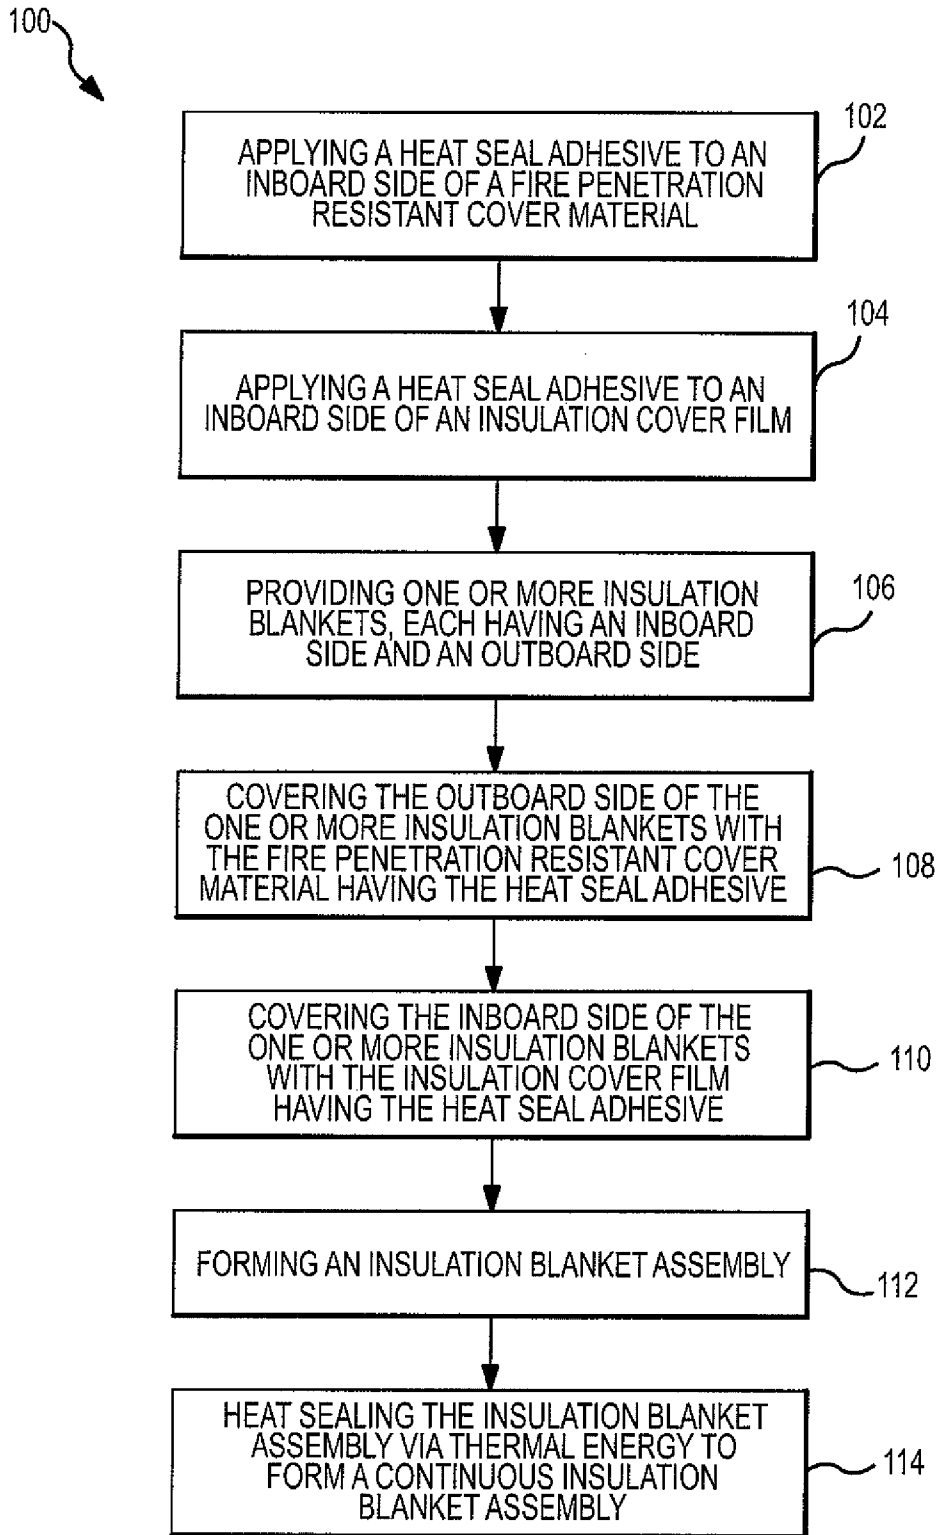 100
102
APPLYING A HEAT SEAL ADHESIVE TO AN
INBOARD SIDE OF A FIRE PENETRATION
RESISTANT COVER MATERIAL
104
APPLYING A HEAT SEAL ADHESIVE TO AN
INBOARD SIDE OF AN INSULATION COVER FILM
106
PROVIDING ONE OR MORE INSULATION
BLANKETS, EACH HAVING AN INBOARD
SIDE AND AN OUTBOARD SIDE
COVERING THE OUTBOARD SIDE OF THE
ONE OR MORE INSULATION BLANKETS WITH
THE FIRE PENETRATION RESISTANT COVER
MATERIAL HAVING THE HEAT SEAL ADHESIVE
108
COVERING THE INBOARD SIDE OF THE
ONE OR MORE INSULATION BLANKETS
WITH THE INSULATION COVER FILM
HAVING THE HEAT SEAL ADHESIVE
110
FORMING AN INSULATION BLANKET ASSEMBLY
112
HEAT SEALING THE INSULATION BLANKET
ASSEMBLY VIA THERMAL ENERGY TO
FORM A CONTINUOUS INSULATION
BLANKET ASSEMBLY
114